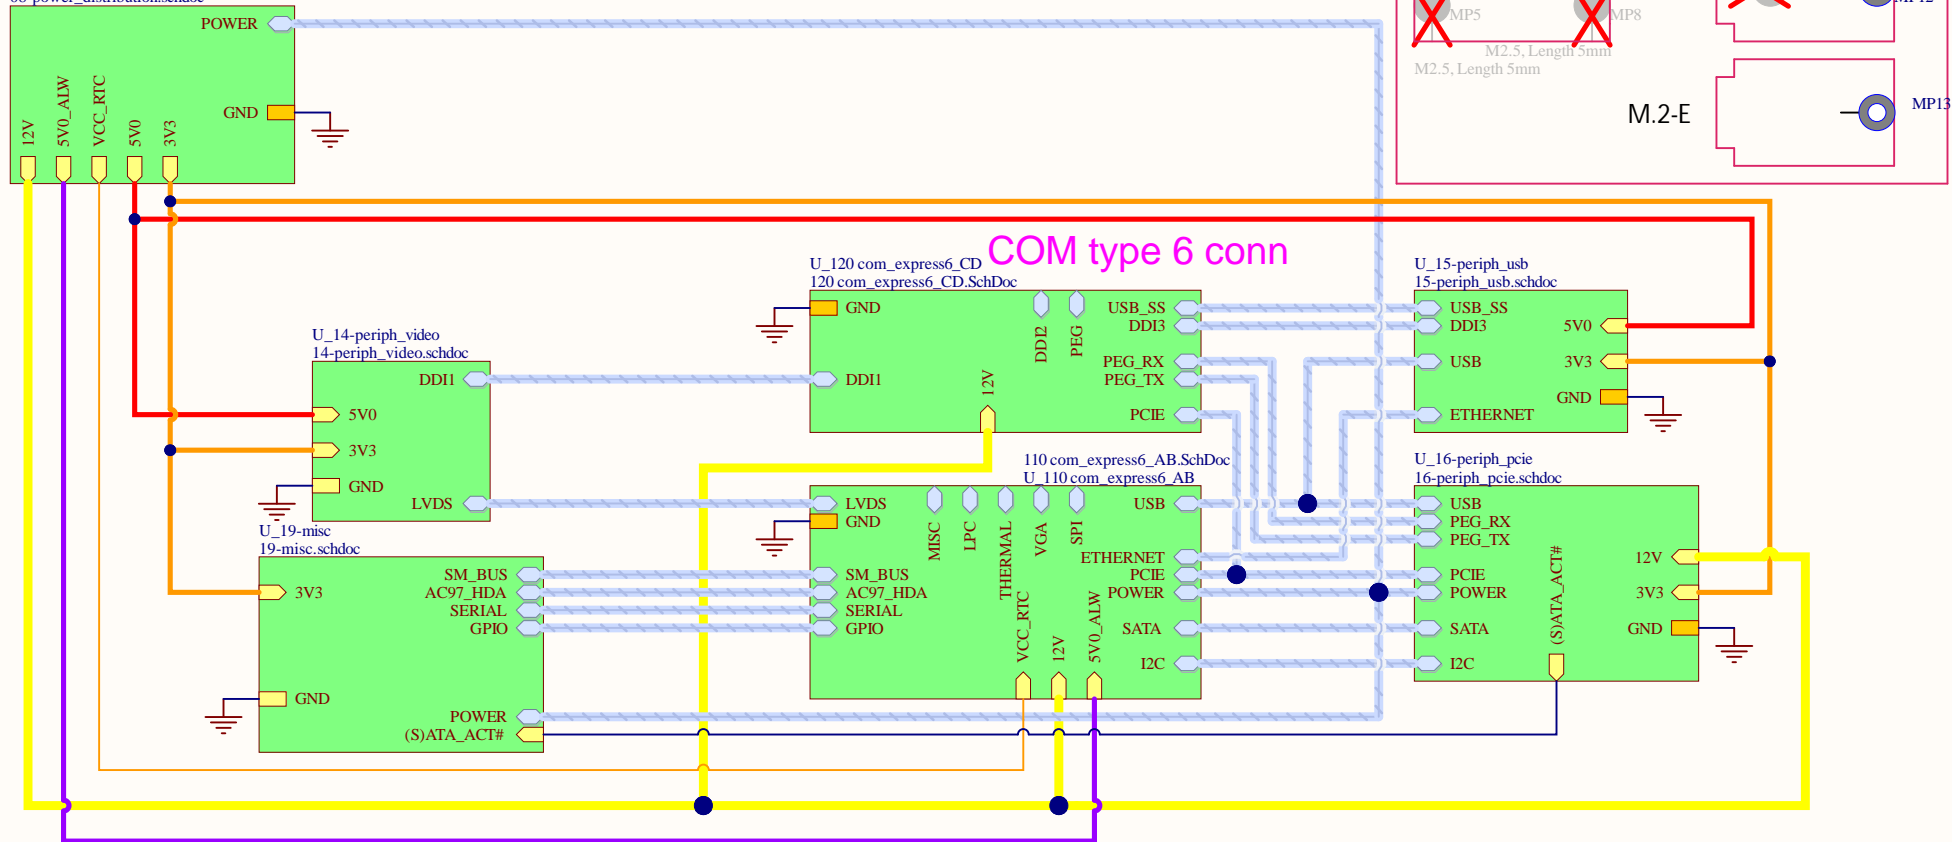 POWER
GND
12V
5V0_ALW
VCC_RTC
5V0
3V3
MP5
MP8
M2.5, Length 5mm
M2.5, Length 5mm
M.2-E
MP13
COM type 6 conn
U_120 com_express6_CD
120 com_express6_CD.SchDoc
GND
DDI2
PEG
USB_SS
DDI3
PEG_RX
PEG_TX
DDI1
12V
PCIE
U_15-periph_usb
15-periph_usb.schdoc
USB_SS
DDI3
5V0
USB
3V3
GND
ETHERNET
U_14-periph_video
14-periph_video.schdoc
DDI1
5V0
3V3
GND
LVDS
110 com_express6_AB.SchDoc
U_110 com_express6_AB
LVDS
GND
MISC
LPC
THERMAL
VGA
SPI
USB
ETHERNET
PCIE
POWER
SATA
I2C
SM_BUS
AC97_HDA
SERIAL
GPIO
VCC_RTC
12V
5V0_ALW
U_16-periph_pcie
16-periph_pcie.schdoc
USB
PEG_RX
PEG_TX
PCIE
POWER
SATA
I2C
(S)ATA_ACT#
12V
3V3
GND
U_19-misc
19-misc.schdoc
3V3
SM_BUS
AC97_HDA
SERIAL
GPIO
GND
POWER
(S)ATA_ACT#